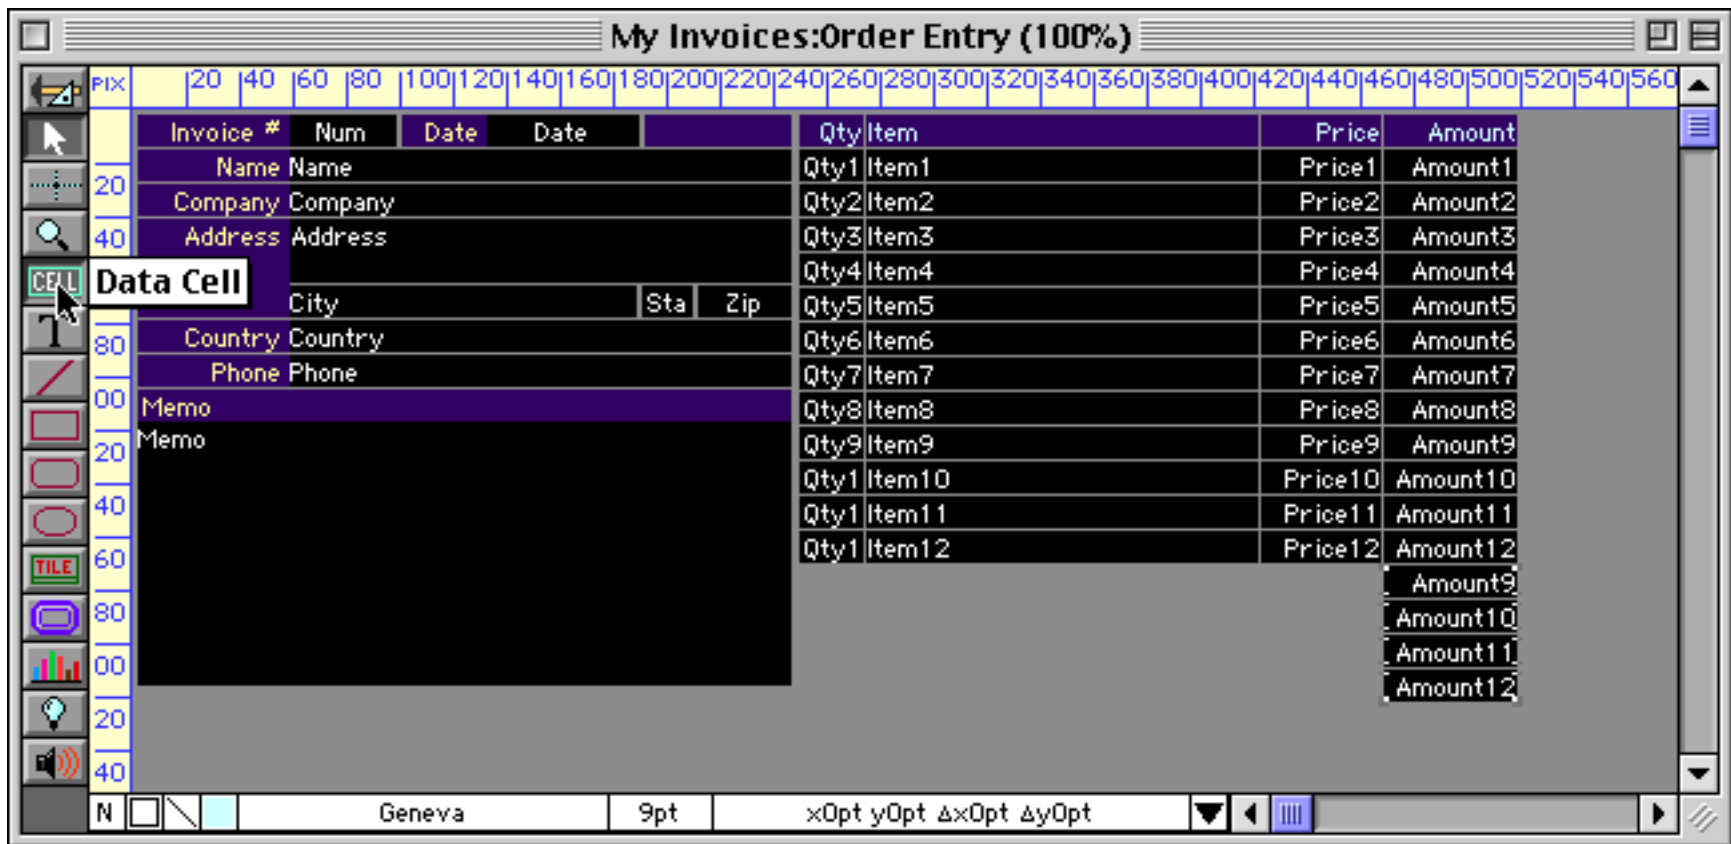 My Invoices:Order Entry (100%)
PIX 20 40 60 80 100 120 140 160 180 200 220 240 260 280 300 320 340 360 380 400 420 440 460 480 500 520 540 560
Invoice # Num Date Date Qty Item Price Amount
Name Name Qty1 Item1 Price1 Amount1
20
Company Company Qty2 Item2 Price2 Amount2
40 Address Address Qty3 Item3 Price3 Amount3
CELL Data Cell Qty4 Item4 Price4 Amount4
City Sta Zip Qty5 Item5 Price5 Amount5
T
80 Country Country Qty6 Item6 Price6 Amount6
Phone Phone Qty7 Item7 Price7 Amount7
00 Memo Qty8 Item8 Price8 Amount8
20 Memo Qty9 Item9 Price9 Amount9
Qty1 Item10 Price10 Amount10
40 Qty1 Item11 Price11 Amount11
60 Qty1 Item12 Price12 Amount12
TILE Amount9
80 Amount10
00 Amount11
Amount12
20
40
N Geneva 9pt x0pt y0pt Δx0pt Δy0pt